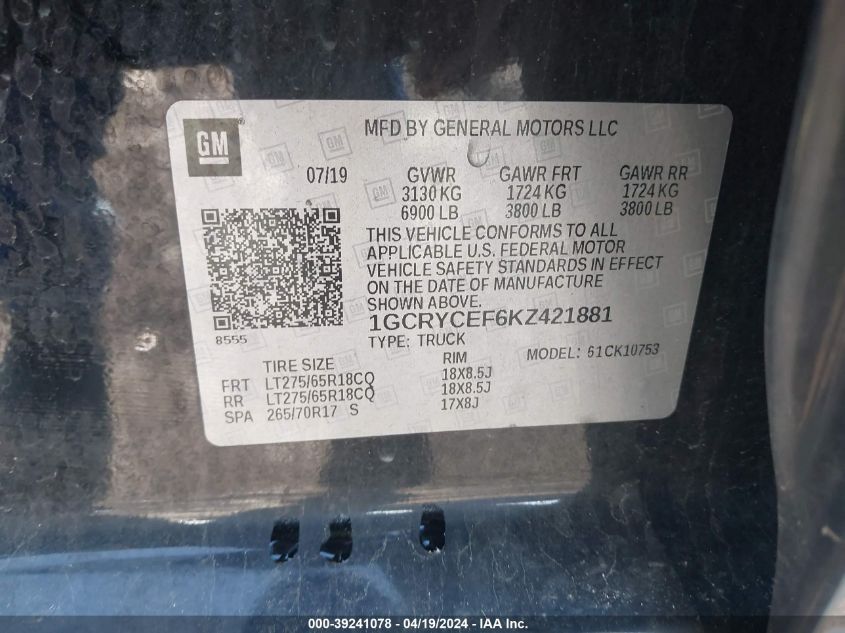 GM
MFD BY GENERAL MOTORS LLC
07/19
GVWR GAWR FRT GAWR RR
3130 KG 1724 KG 1724 KG
6900 LB 3800 LB 3800 LB
THIS VEHICLE CONFORMS TO ALL
APPLICABLE U.S. FEDERAL MOTOR
VEHICLE SAFETY STANDARDS IN EFFECT
ON THE DATE OF MANUFACTURE
SHOWN ABOVE.
1GCRYCEF6KZ421881
8555
TYPE: TRUCK MODEL: 61CK10753
TIRE SIZE RIM
FRT LT275/65R18CQ 18X8.5J
RR LT275/65R18CQ 18X8.5J
SPA 265/70R17 S 17X8J
000-39241078 - 04/19/2024 - IAAI.com